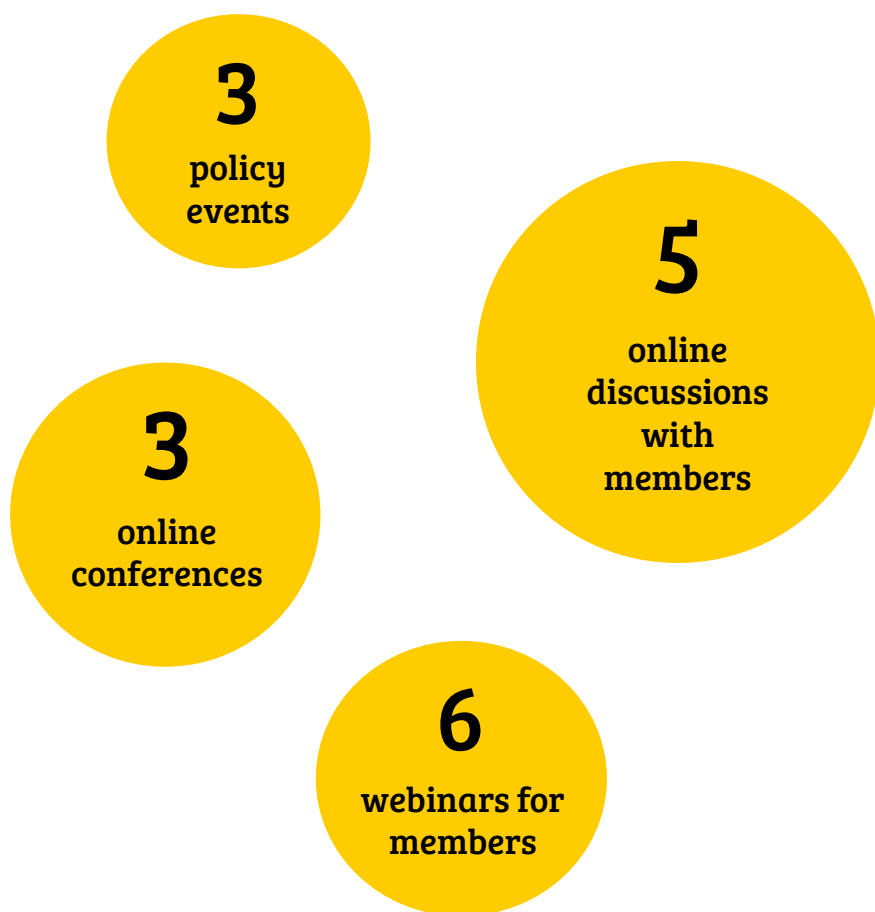 3
policy
events
5
online
discussions
with
members
3
online
conferences
6
webinars for
members